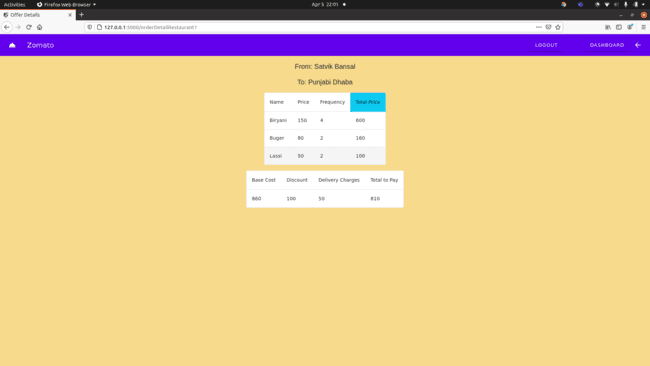 Activities Firefox Web Browser Apr 5 22:01
Offer Details
127.0.0.1:5000/orderDetailRestaurant1
Zomato LOGOUT DASHBOARD
From: Satvik Bansal
To: Punjabi Dhaba
Name Price Frequency Total Price
Biryani 150 4 600
Buger 80 2 160
Lassi 50 2 100
Base Cost Discount Delivery Charges Total to Pay
860 100 50 810